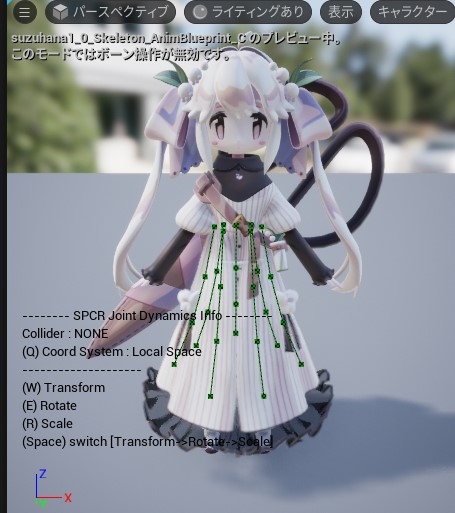 パースペクティブ ライティングあり 表示 キャラクター
suzuhana1_0_Skeleton_AnimBlueprint_C のプレビュー中。
このモードではボーン操作が無効です。
-------- SPCR Joint Dynamics Info --------
Collider : NONE
(Q) Coord System : Local Space
--------------------
(W) Transform
(E) Rotate
(R) Scale
(Space) switch [Transform->Rotate->Scale]
Z
X
Y